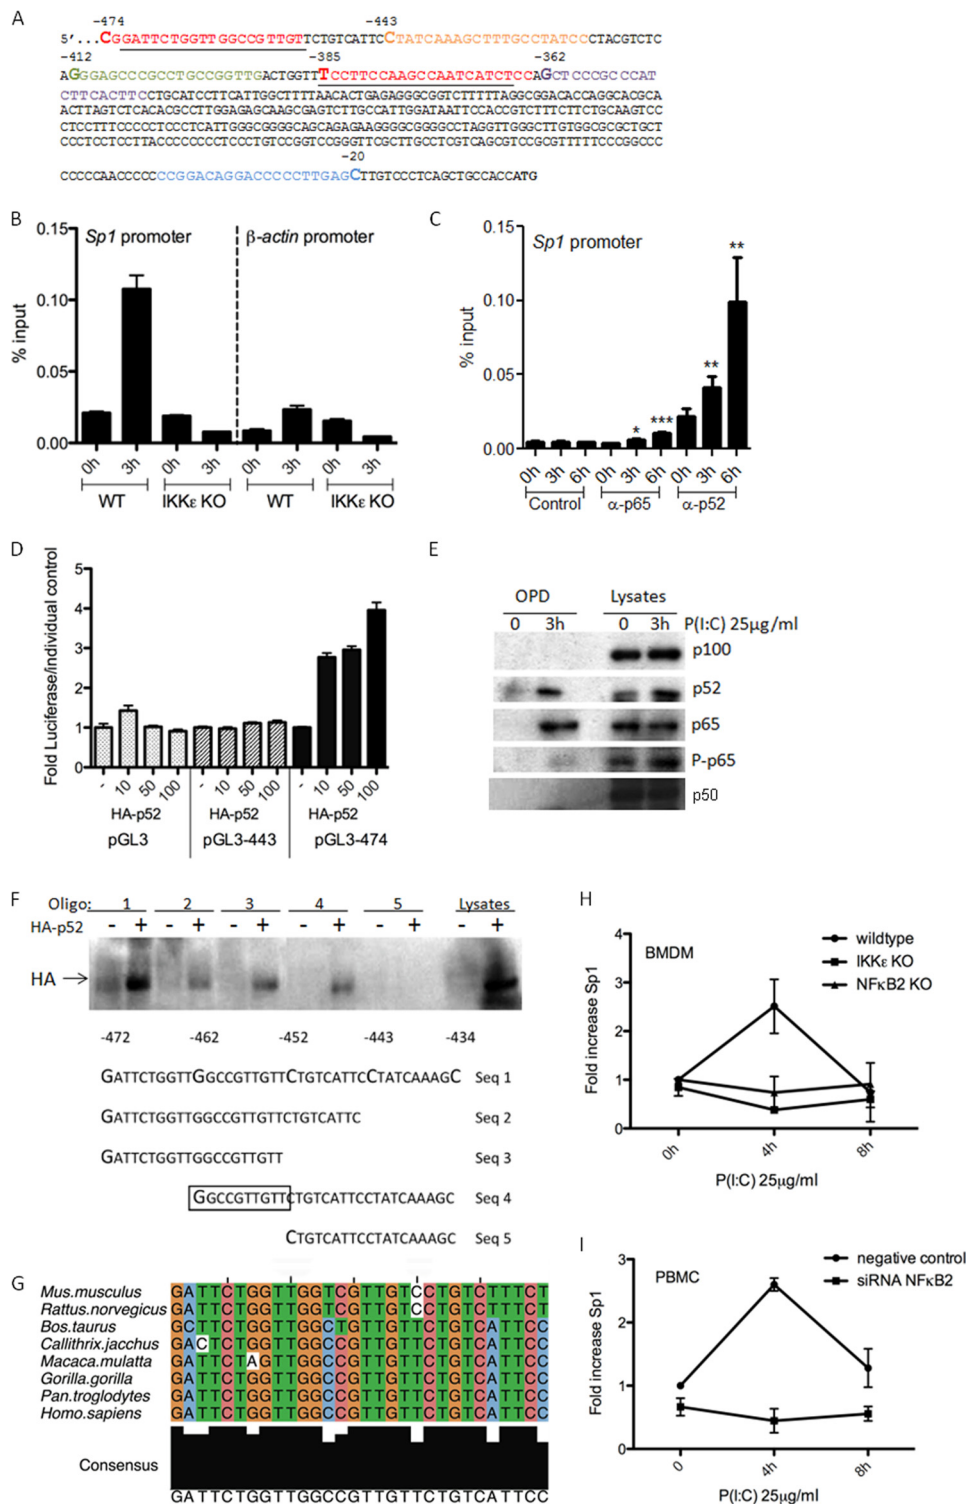 A
-474 -443
5'...CGGATTCTGGTTGGCCGTTGTTCTGTCATTCCTATCAAAGCTTTGCCTATCCCTACGTCTC
-412 -385 -362
AGGGAGCCCGCCTGCCGGTTGACTGGTTTCCTTCCAAGCCAATCATCTCCAGCTCCCGCCCAT
CTTCACTTCCTGCATCCTTCATTGGCTTTTAACACTGAGAGGGCGGTCTTTTTAGGCGGACACCAGGCACGCA
ACTTAGTCTCACACGCCTTGGAGAGCAAGCGAGTCTTGCCATTGGATAATTCCACCGTCTTTCTTCTGCAAGTCC
CTCCTTTCCCCCTCCCTCATTGGGCGGGGCAGCAGAGAAGGGGCGGGGCCTAGGTTGGGCTTGTGGCGCGCTGCT
CCCTCCTCCTTACCCCCCCCTCCCTGTCCGGTCCGGGTTCGCTTGCCTCGTCAGCGTCCGCGTTTTTCCCGGCCC
-20
CCCCCAACCCCCCCGGACAGGACCCCCTTGAGCTTGTCCCTCAGCTGCCACCATG
B
Sp1 promoter β-actin promoter
0.15
0.10
0.05
0.00
% input
0h 3h 0h 3h 0h 3h 0h 3h
WT IKKε KO WT IKKε KO
C
Sp1 promoter
0.15
0.10
0.05
0.00
% input
* *** ** **
0h 3h 6h 0h 3h 6h 0h 3h 6h
Control α-p65 α-p52
D
Fold Luciferase/individual control
5
4
3
2
1
0
- 10 50 100 - 10 50 100 - 10 50 100
HA-p52 HA-p52 HA-p52
pGL3 pGL3-443 pGL3-474
E
OPD Lysates
0 3h 0 3h P(I:C) 25µg/ml
p100
p52
p65
P-p65
p50
F
Oligo: 1 2 3 4 5 Lysates
HA-p52 - + - + - + - + - + - +
HA
-472 -462 -452 -443 -434
GATTCTGGTTGGCCGTTGTTCTGTCATTCCTATCAAAGC Seq 1
GATTCTGGTTGGCCGTTGTTCTGTCATTC Seq 2
GATTCTGGTTGGCCGTTGTT Seq 3
GGCCGTTGTTCTGTCATTCCTATCAAAGC Seq 4
CTGTCATTCCTATCAAAGC Seq 5
G
Mus.musculus GATTCTGGTTGGTCGTTGTCCTGTCTTTCT
Rattus.norvegicus GATTCTGGTTGGTCGTTGTCCTGTCTTTCT
Bos.taurus GCTTCTGGTTGGCTGTTGTTCTGTCATTCC
Callithrix.jacchus GACTCTGGTTGGCCGTTGTTCTGTCATTCC
Macaca.mulatta GATTCTAGTTGGCCGTTGTTCTGTCATTCC
Gorilla.gorilla GATTCTGGTTGGCCGTTGTTCTGTCATTCC
Pan.troglodytes GATTCTGGTTGGCCGTTGTTCTGTCATTCC
Homo.sapiens GATTCTGGTTGGCCGTTGTTCTGTCATTCC
Consensus
GATTCTGGTTGGCCGTTGTTCTGTCATTCC
H
BMDM
wildtype
IKKε KO
NFκB2 KO
Fold increase Sp1
4
3
2
1
0
0h 4h 8h
P(I:C) 25µg/ml
I
PBMC
negative control
siRNA NFκB2
Fold increase Sp1
3
2
1
0
0 4h 8h
P(I:C) 25µg/ml